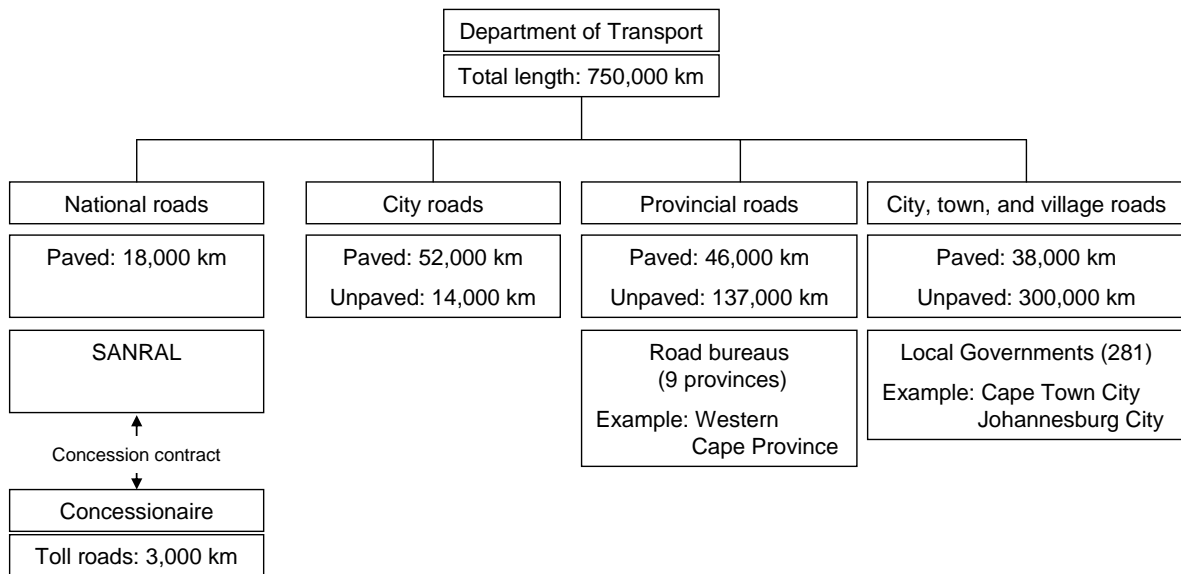 Department of Transport
Total length: 750,000 km
National roads
Paved: 18,000 km
SANRAL
Concession contract
Concessionaire
Toll roads: 3,000 km
City roads
Paved: 52,000 km
Unpaved: 14,000 km
Provincial roads
Paved: 46,000 km
Unpaved: 137,000 km
Road bureaus
(9 provinces)
Example: Western
Cape Province
City, town, and village roads
Paved: 38,000 km
Unpaved: 300,000 km
Local Governments (281)
Example: Cape Town City
Johannesburg City